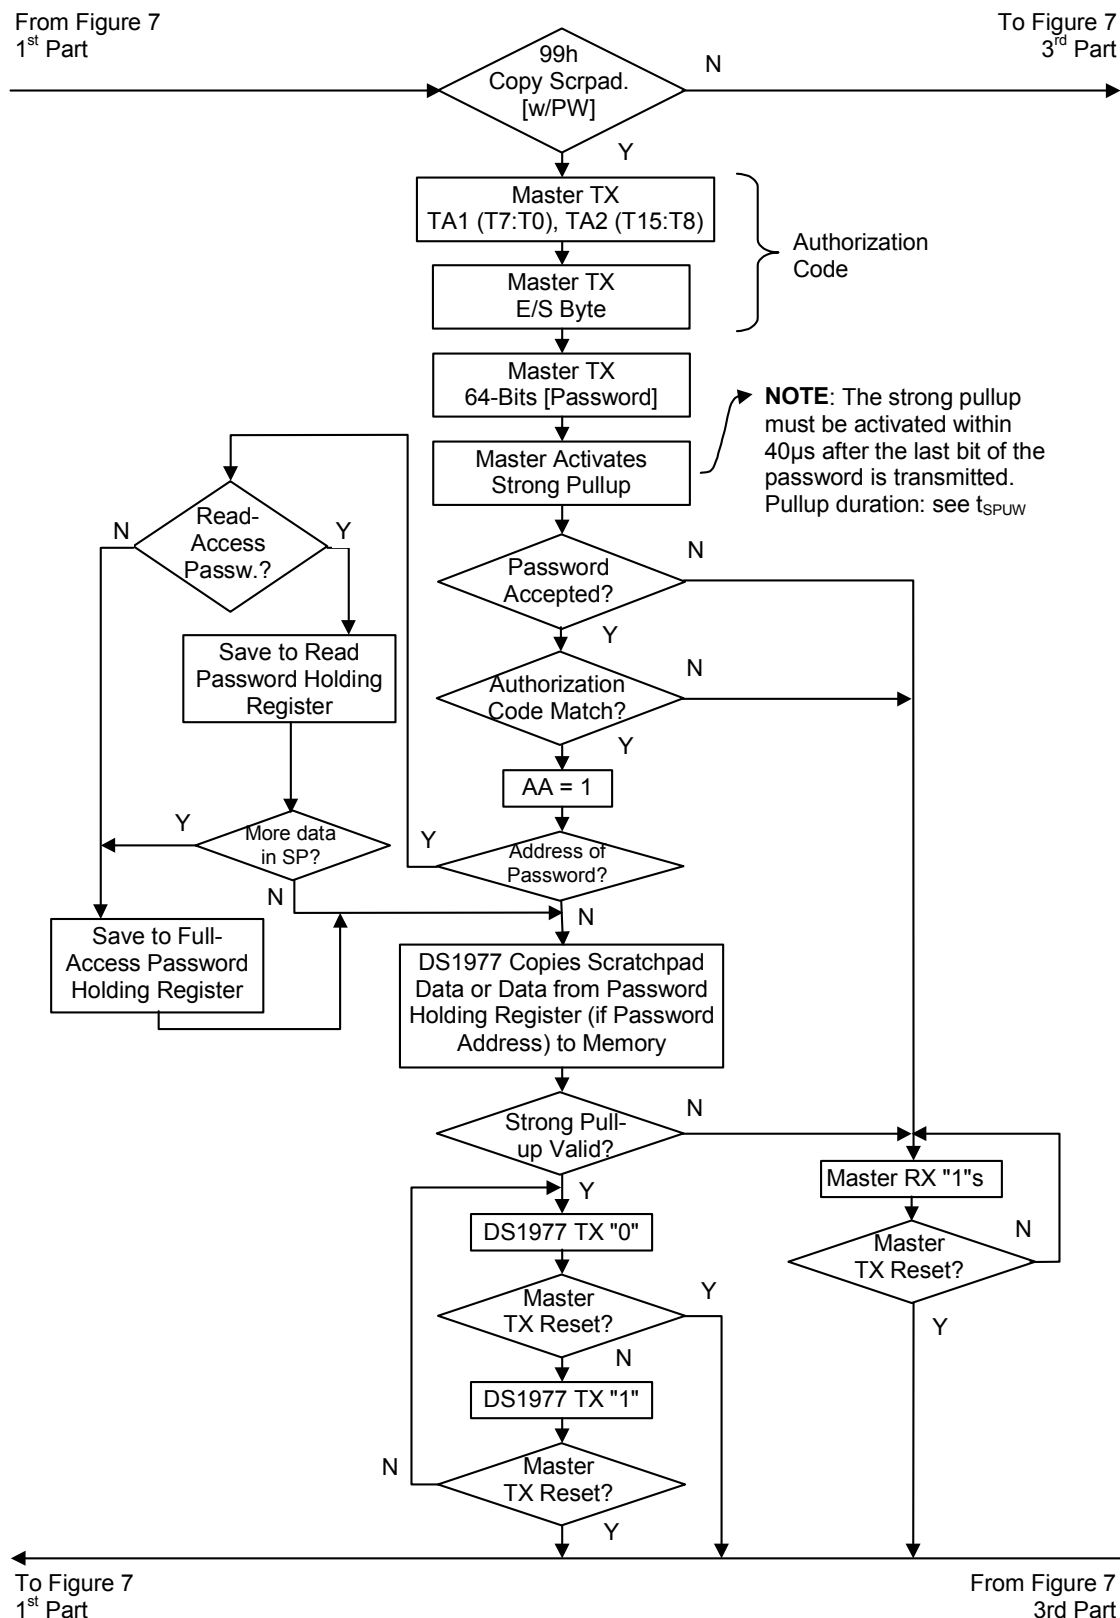 From Figure 7
1st Part
To Figure 7
3rd Part
99h
Copy Scrpad.
[w/PW]
N
Y
Master TX
TA1 (T7:T0), TA2 (T15:T8)
Authorization
Code
Master TX
E/S Byte
Master TX
64-Bits [Password]
NOTE: The strong pullup
must be activated within
40µs after the last bit of the
password is transmitted.
Pullup duration: see tSPUW
Master Activates
Strong Pullup
Read-
Access
Passw.?
N
Y
Password
Accepted?
N
Y
Save to Read
Password Holding
Register
Authorization
Code Match?
N
Y
AA = 1
More data
in SP?
Y
N
Address of
Password?
Y
N
Save to Full-
Access Password
Holding Register
DS1977 Copies Scratchpad
Data or Data from Password
Holding Register (if Password
Address) to Memory
Strong Pull-
up Valid?
N
Y
Master RX "1"s
DS1977 TX "0"
Master
TX Reset?
N
Y
Master
TX Reset?
Y
N
DS1977 TX "1"
Master
TX Reset?
N
Y
To Figure 7
1st Part
From Figure 7
3rd Part